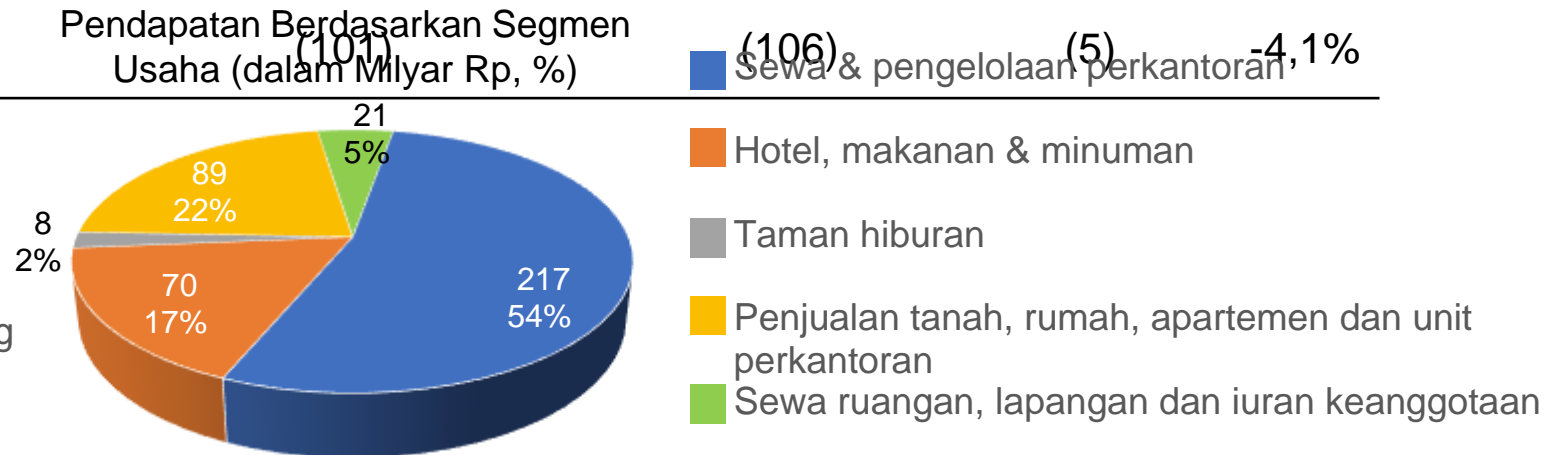 Pendapatan Berdasarkan Segmen
Usaha (dalam Milyar Rp, %)
(101) (106) (5) -4,1%
Sewa & pengelolaan perkantoran
21
5%
89
22%
8
2%
70
17%
217
54%
g
Hotel, makanan & minuman
Taman hiburan
Penjualan tanah, rumah, apartemen dan unit
perkantoran
Sewa ruangan, lapangan dan iuran keanggotaan